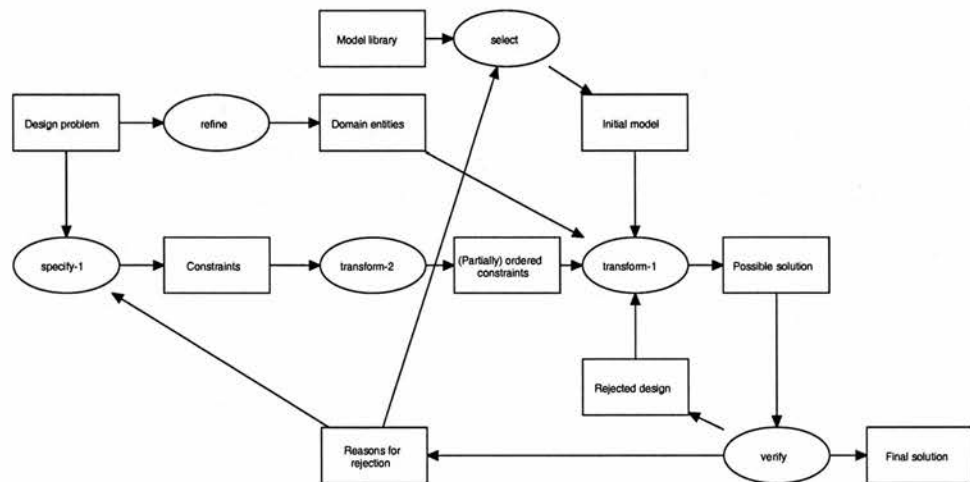 Model library
select
Design problem
refine
Domain entities
Initial model
specify-1
Constraints
transform-2
(Partially) ordered
constraints
transform-1
Possible solution
Rejected design
Reasons for
rejection
verify
Final solution